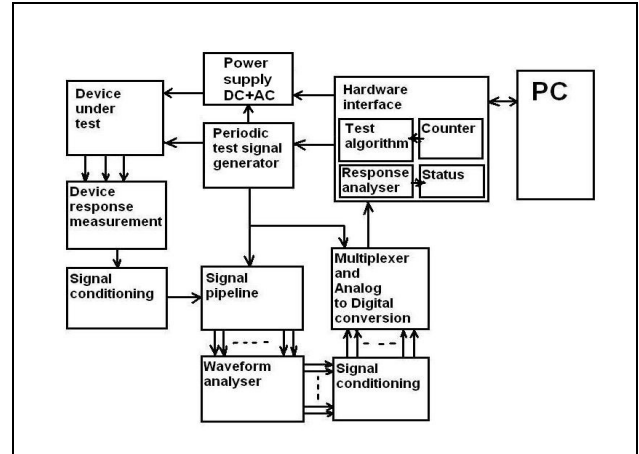 Power
supply
DC+AC
Device
under
test
Hardware
interface
PC
Periodic
test signal
generator
Test
algorithm
Counter
Response
analyser
Status
Device
response
measurement
Signal
conditioning
Signal
pipeline
Multiplexer
and
Analog
to Digital
conversion
Waveform
analyser
Signal
conditioning